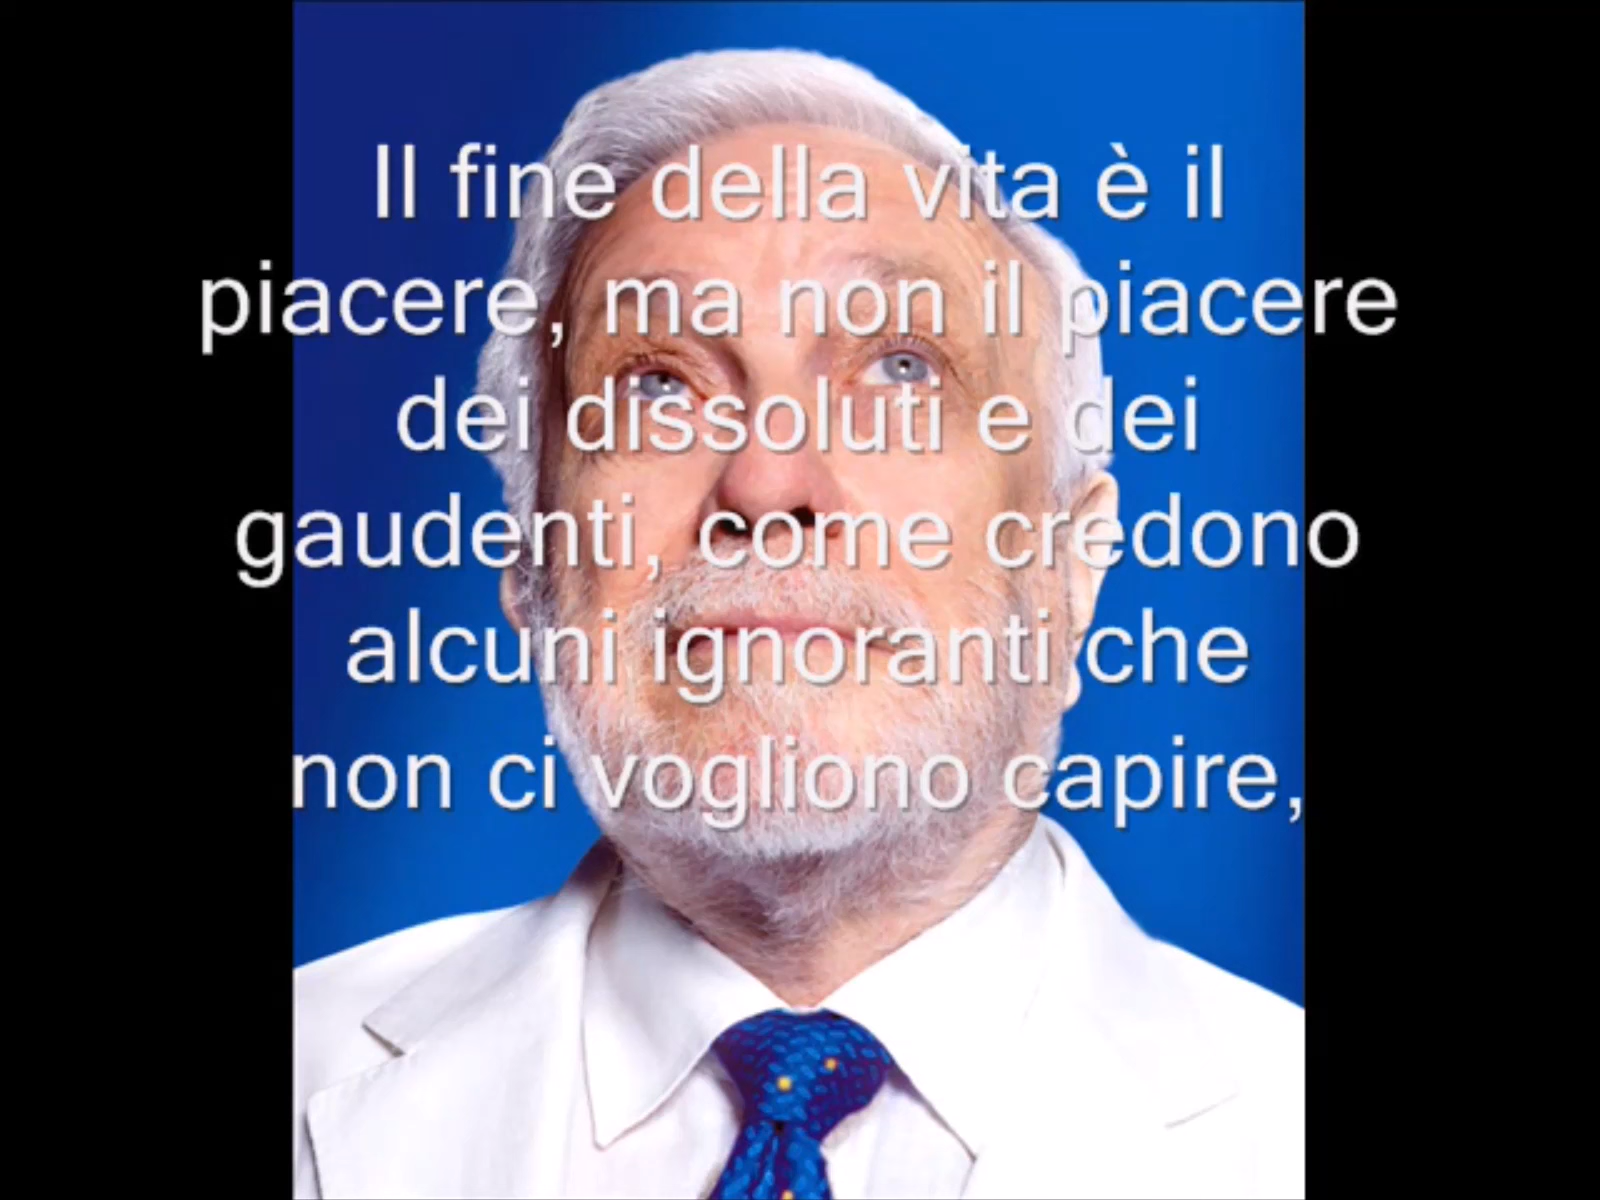 Il fine della vita è il
piacere, ma non il piacere
dei dissoluti e dei
gaudenti, come credono
alcuni ignoranti che
non ci vogliono capire,